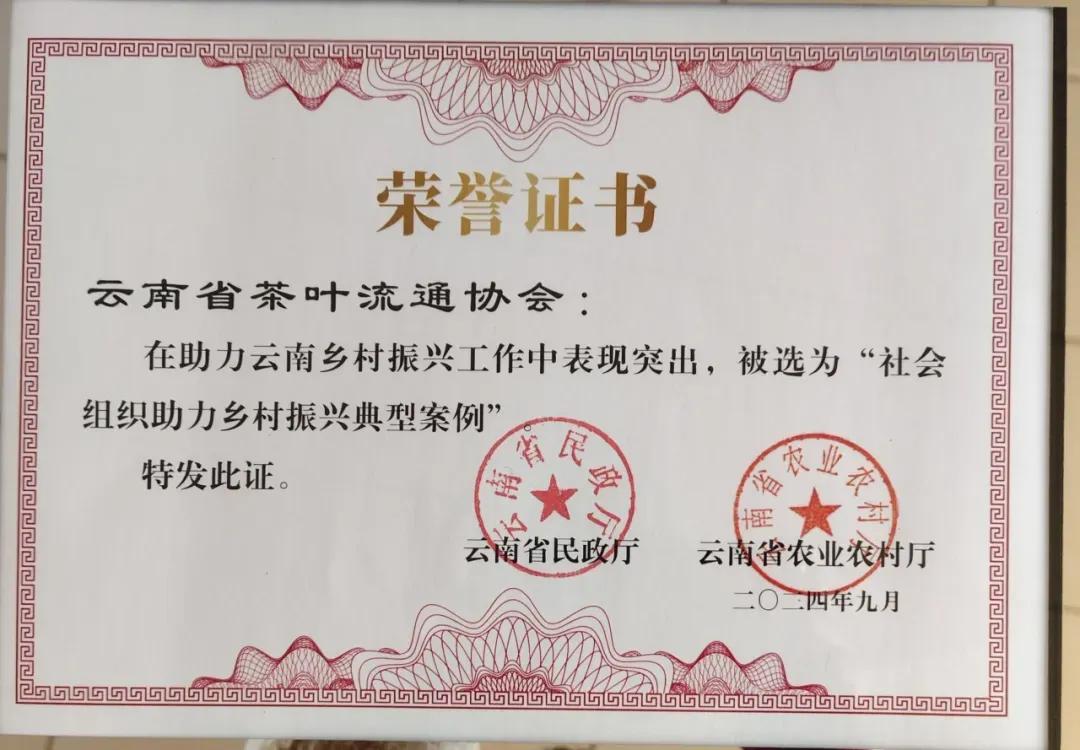 荣誉证书
云南省茶叶流通协会：
在助力云南乡村振兴工作中表现突出，被选为“社会
组织助力乡村振兴典型案例”。
特发此证。
云南省民政厅
云南省农业农村厅
云南省民政厅 云南省农业农村厅
二〇二四年九月